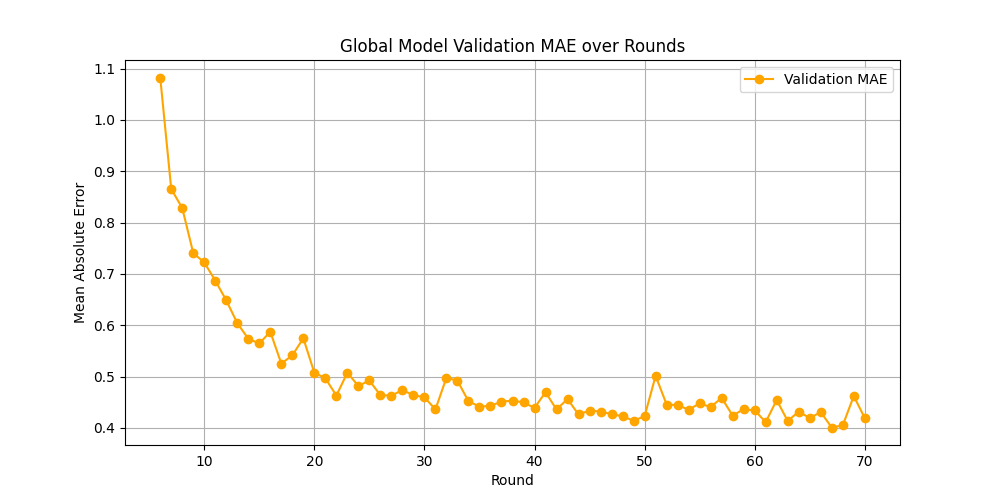 Global Model Validation MAE over Rounds
Validation MAE
Mean Absolute Error
1.1
1.0
0.9
0.8
0.7
0.6
0.5
0.4
10 20 30 40 50 60 70
Round